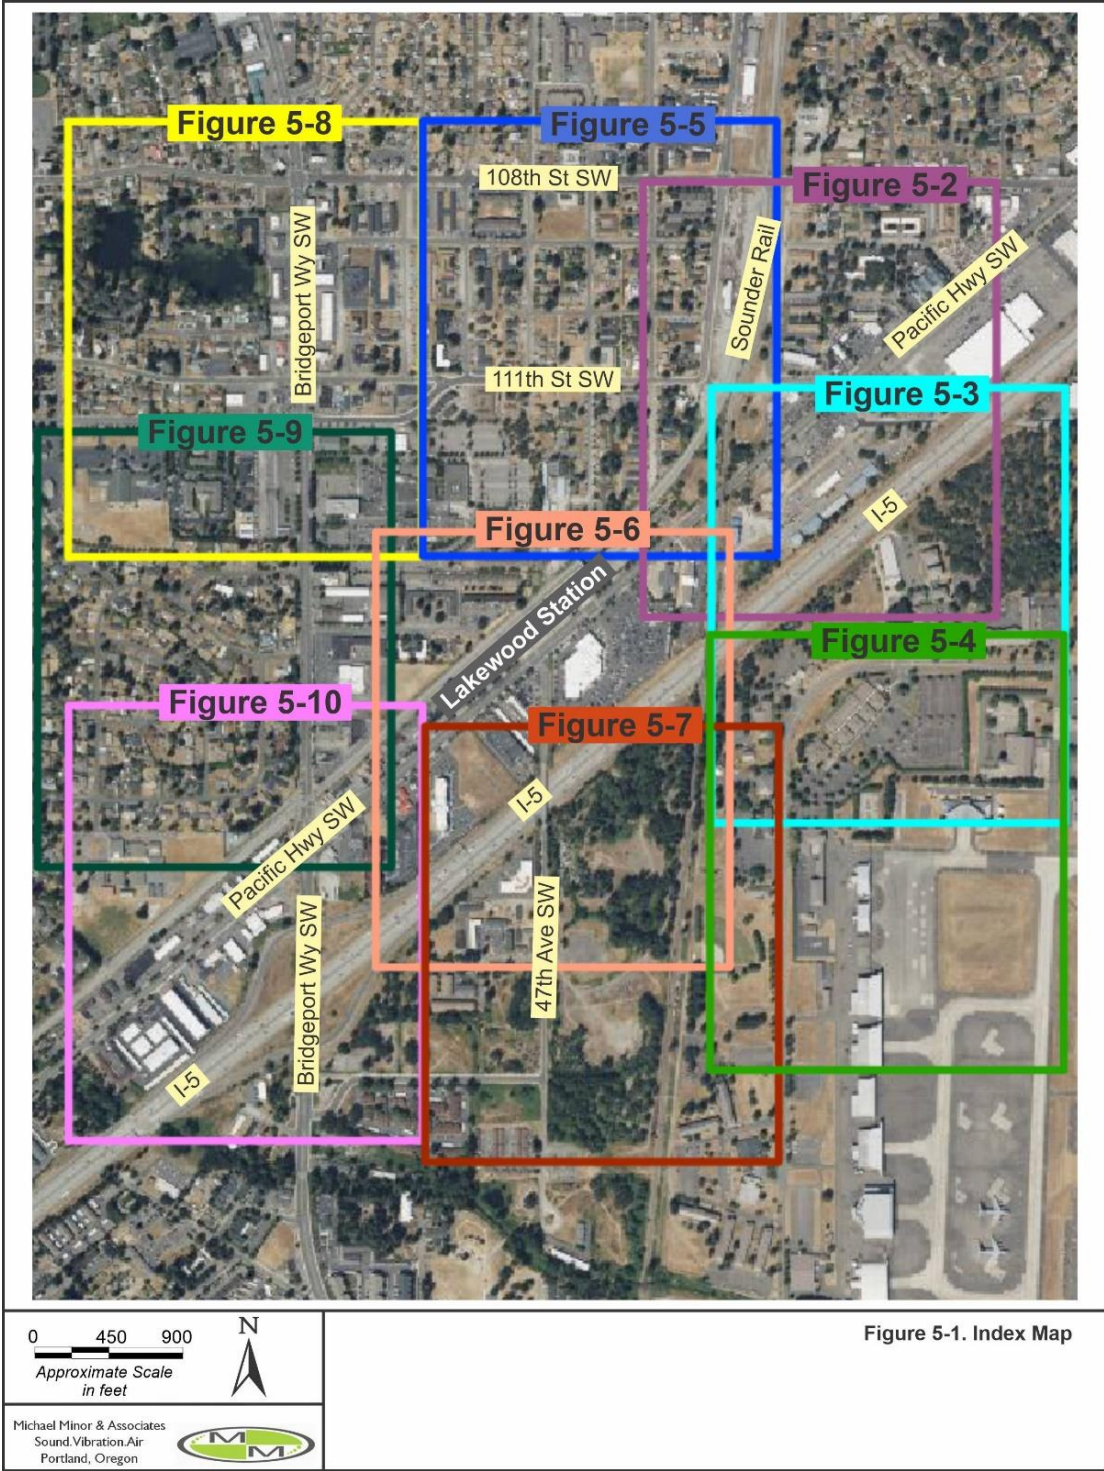 Figure 5-8
Figure 5-5
108th St SW
Figure 5-2
Bridgeport Wy SW
Sounder Rail
Pacific Hwy SW
111th St SW
Figure 5-3
Figure 5-9
I-5
Figure 5-6
Lakewood Station
Figure 5-4
Figure 5-10
Figure 5-7
I-5
Pacific Hwy SW
47th Ave SW
Bridgeport Wy SW
I-5
0 450 900
Approximate Scale
in feet
N
Figure 5-1. Index Map
Michael Minor & Associates
Sound.Vibration.Air
Portland, Oregon
MM